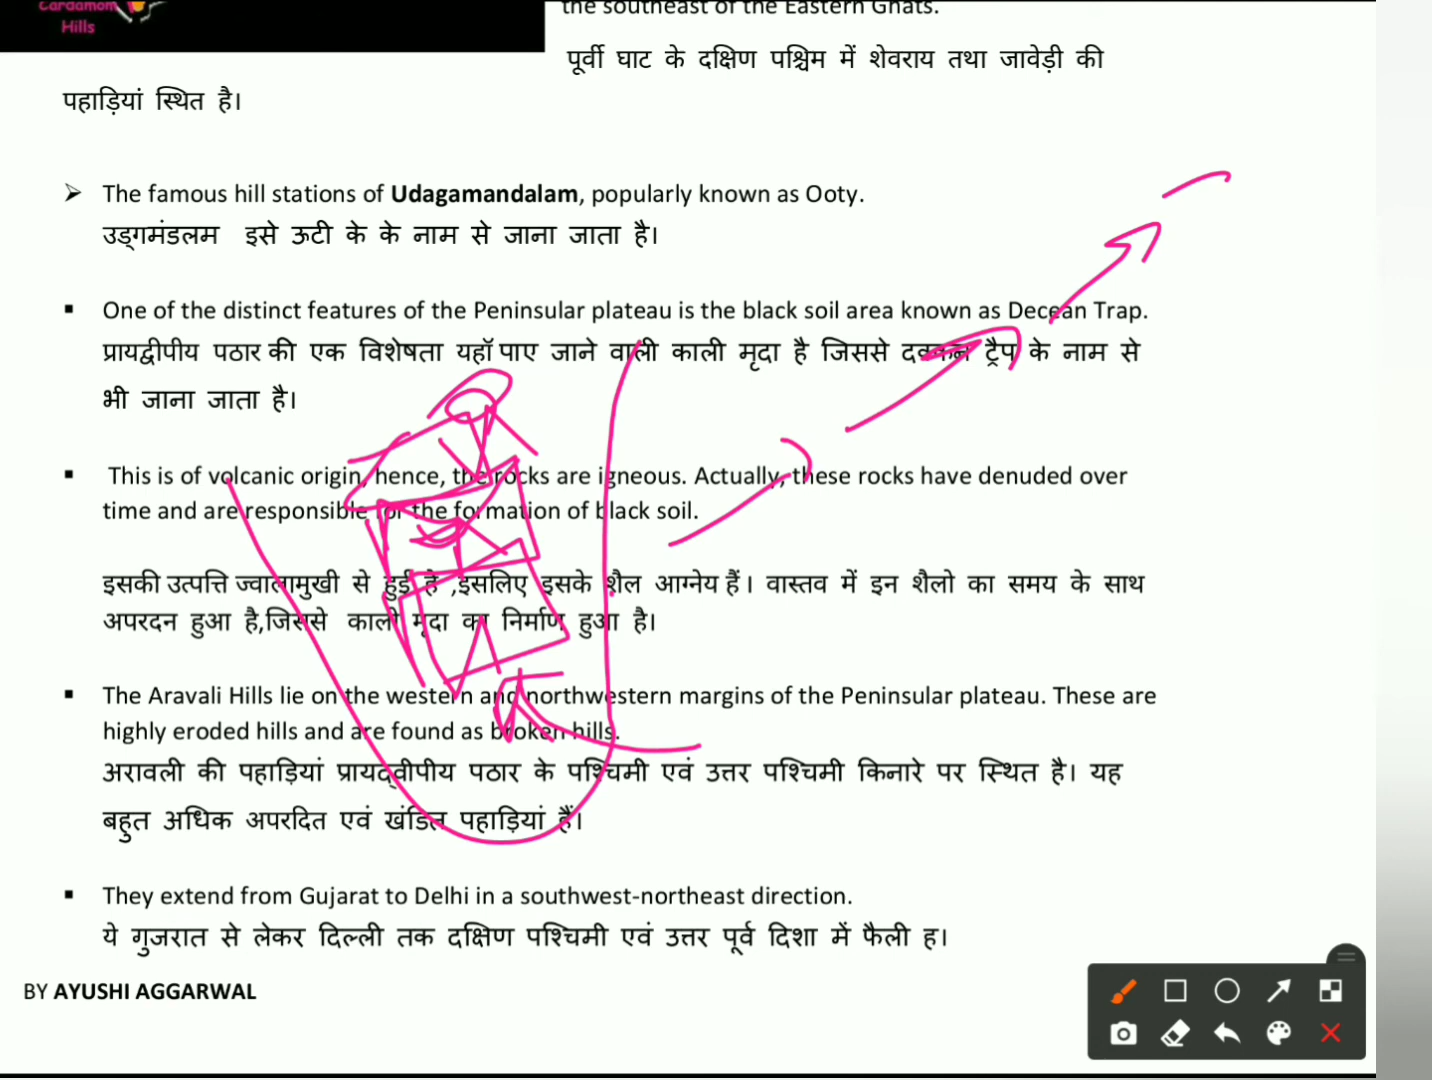 Cardamom
Hills
the southeast of the Eastern Ghats.
पूर्वी घाट के दक्षिण पश्चिम में शेवराय तथा जावेड़ी की
पहाड़ियां स्थित है।
➢ The famous hill stations of Udagamandalam, popularly known as Ooty.
उड्गमंडलम इसे ऊटी के के नाम से जाना जाता है।
▪ One of the distinct features of the Peninsular plateau is the black soil area known as Decean Trap.
प्रायद्वीपीय पठार की एक विशेषता यहॉ पाए जाने वाली काली मृदा है जिससे दक्कन ट्रैप के नाम से
भी जाना जाता है।
▪ This is of volcanic origin, hence, the rocks are igneous. Actually, these rocks have denuded over
time and are responsible for the formation of black soil.
इसकी उत्पत्ति ज्वालामुखी से हुई है ,इसलिए इसके शैल आग्नेय हैं। वास्तव में इन शैलो का समय के साथ
अपरदन हुआ है,जिससे काली मृदा का निर्माण हुआ है।
▪ The Aravali Hills lie on the western and northwestern margins of the Peninsular plateau. These are
highly eroded hills and are found as broken hills.
अरावली की पहाड़ियां प्रायद्वीपीय पठार के पश्चिमी एवं उत्तर पश्चिमी किनारे पर स्थित है। यह
बहुत अधिक अपरदित एवं खंडित पहाड़ियां हैं।
▪ They extend from Gujarat to Delhi in a southwest-northeast direction.
ये गुजरात से लेकर दिल्ली तक दक्षिण पश्चिमी एवं उत्तर पूर्व दिशा में फैली ह।
BY AYUSHI AGGARWAL